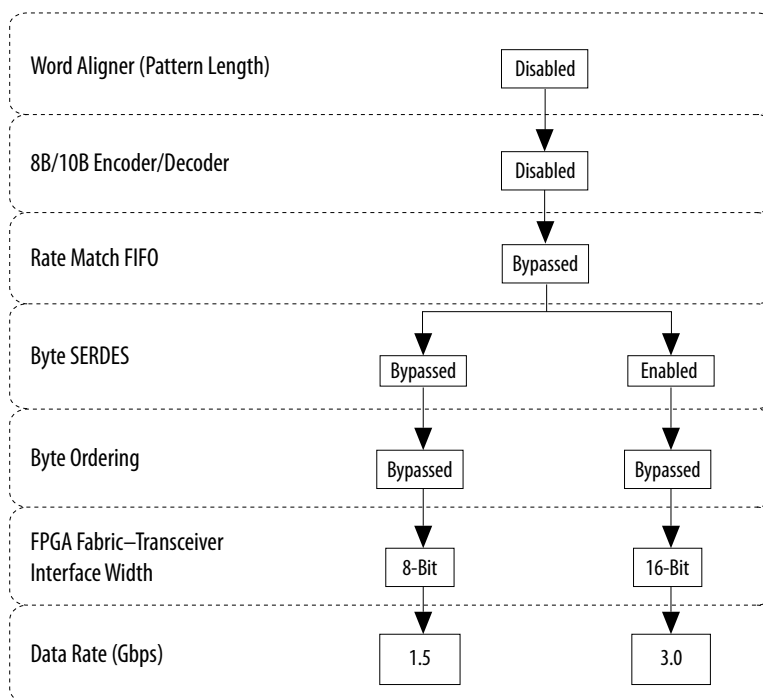 Word Aligner (Pattern Length)
Disabled
8B/10B Encoder/Decoder
Disabled
Rate Match FIFO
Bypassed
Byte SERDES
Bypassed
Enabled
Byte Ordering
Bypassed
Bypassed
FPGA Fabric–Transceiver
Interface Width
8-Bit
16-Bit
Data Rate (Gbps)
1.5
3.0